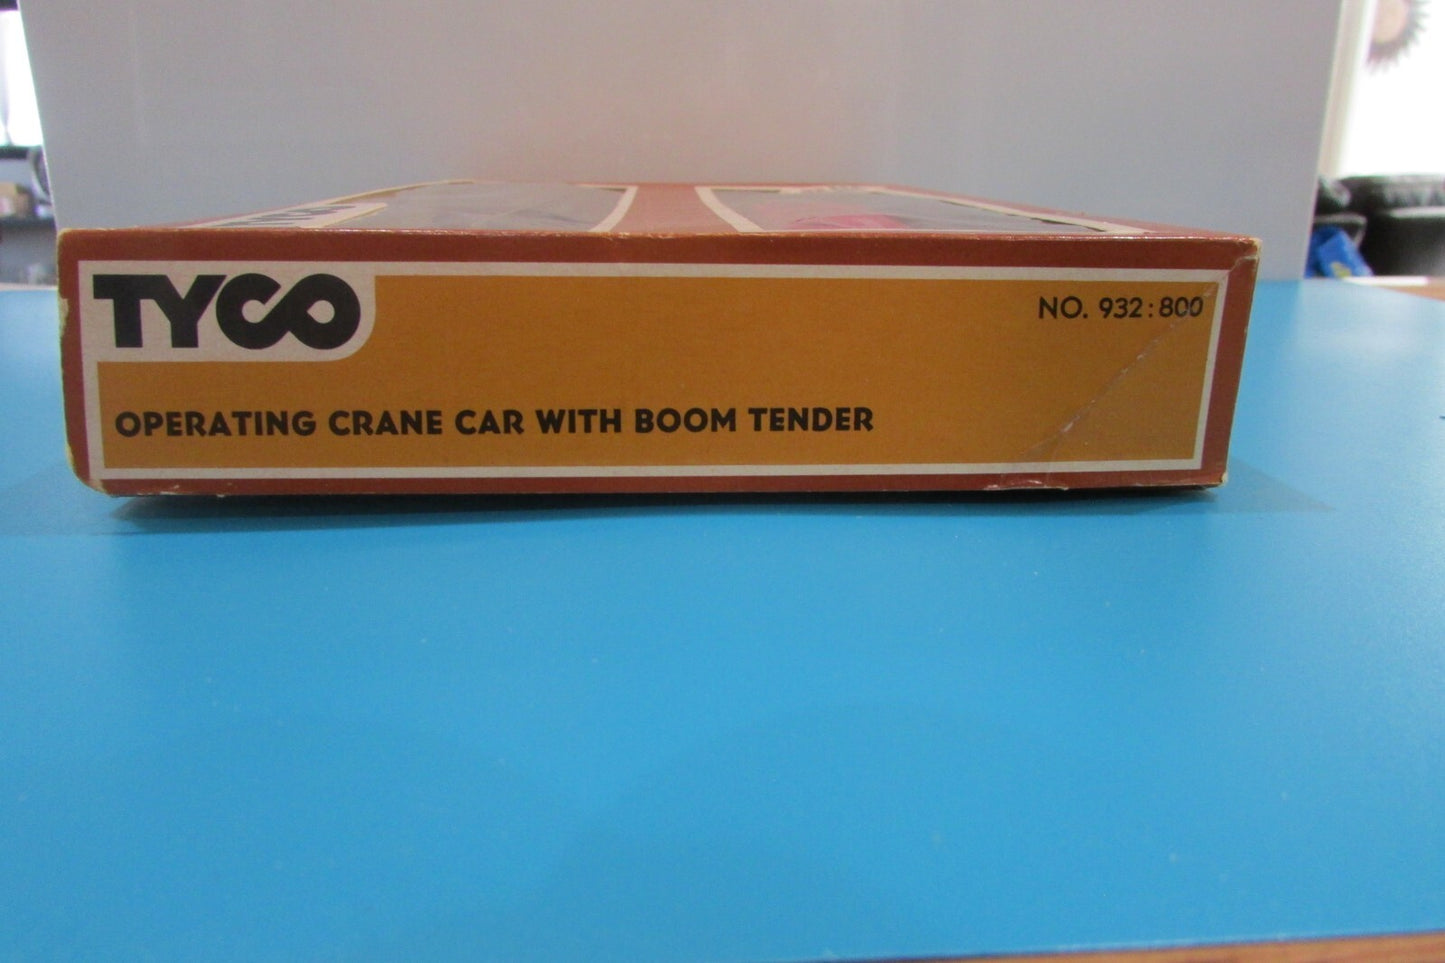 TYCO
NO. 932:800
OPERATING CRANE CAR WITH BOOM TENDER